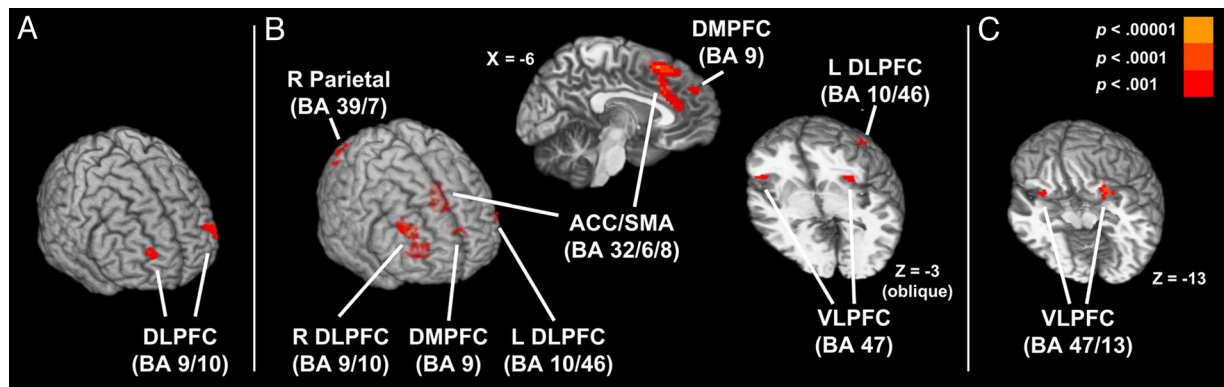 A
DLPFC
(BA 9/10)
B
R Parietal
(BA 39/7)
X = -6
DMPFC
(BA 9)
L DLPFC
(BA 10/46)
ACC/SMA
(BA 32/6/8)
R DLPFC
(BA 9/10)
DMPFC
(BA 9)
L DLPFC
(BA 10/46)
Z = -3
(oblique)
VLPFC
(BA 47)
C
p < .00001
p < .0001
p < .001
Z = -13
VLPFC
(BA 47/13)